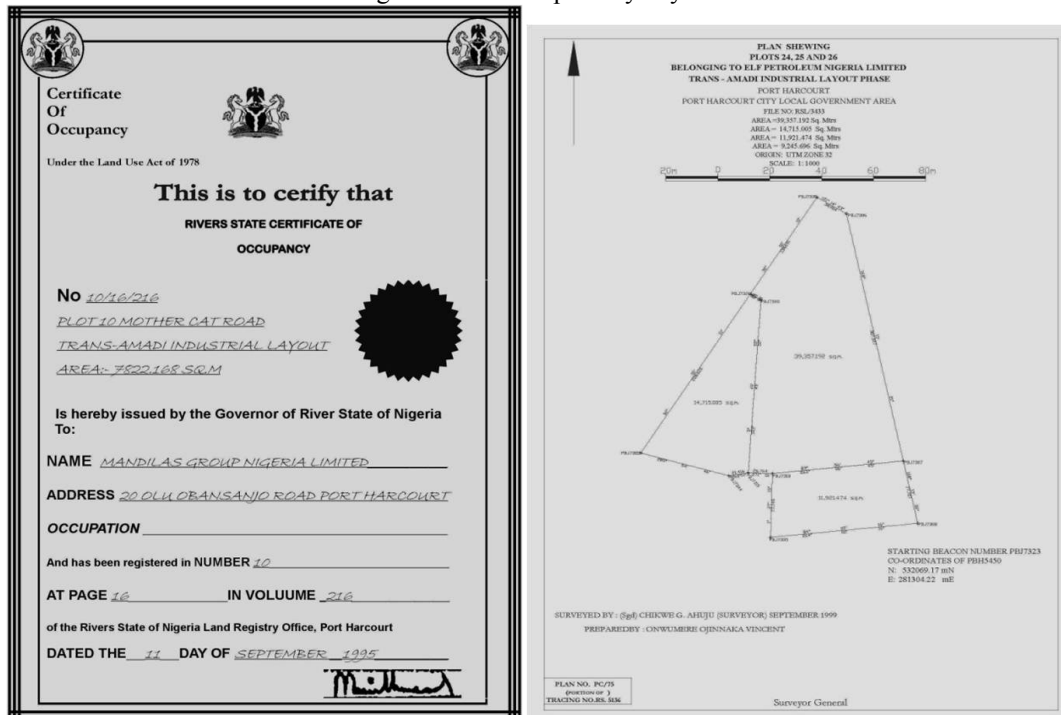 Certificate
Of
Occupancy
Under the Land Use Act of 1978
This is to cerify that
RIVERS STATE CERTIFICATE OF
OCCUPANCY
No 10/16/216
PLOT 10 MOTHER CAT ROAD
TRANS-AMADI INDUSTRIAL LAYOUT
AREA:- 7822.168 SQ.M
Is hereby issued by the Governor of River State of Nigeria
To:
NAME MANDILAS GROUP NIGERIA LIMITED
ADDRESS 20 OLU OBANSANJO ROAD PORT HARCOURT
OCCUPATION
And has been registered in NUMBER 10
AT PAGE 16 IN VOLUUME 216
of the Rivers State of Nigeria Land Registry Office, Port Harcourt
DATED THE 11 DAY OF SEPTEMBER 1995
PLAN SHEWING
PLOTS 24, 25 AND 26
BELONGING TO ELF PETROLEUM NIGERIA LIMITED
TRANS - AMADI INDUSTRIAL LAYOUT PHASE
PORT HARCOURT
PORT HARCOURT CITY LOCAL GOVERNMENT AREA
FILE NO: RSL/3433
AREA =39,357.192 Sq. Mtrs
AREA = 14,715.005 Sq. Mtrs
AREA = 11,921.474 Sq. Mtrs
AREA = 9,245.696 Sq. Mtrs
ORIGIN: UTM ZONE 32
SCALE: 1:1000
20m 0 20 40 60 80m
STARTING BEACON NUMBER PBJ7323
CO-ORDINATES OF PBH5450
N: 532069.17 mN
E: 281304.22 mE
SURVEYED BY : (Sgd) CHIKWE G. AHUJU (SURVEYOR) SEPTEMBER 1999
PREPAREDBY : ONWUMERE OJINNAKA VINCENT
PLAN NO. PC/75
(PORTION OF )
TRACING NO.RS. 5136
Surveyor General